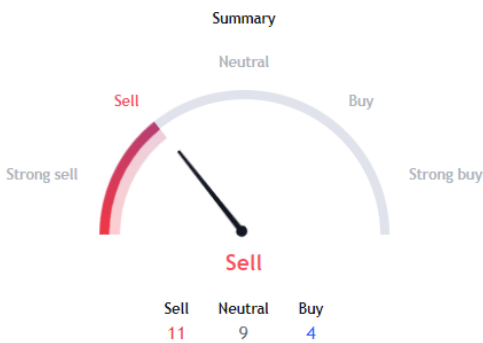 Summary
Neutral
Sell Buy
Strong sell Strong buy
Sell
Sell Neutral Buy
11 9 4